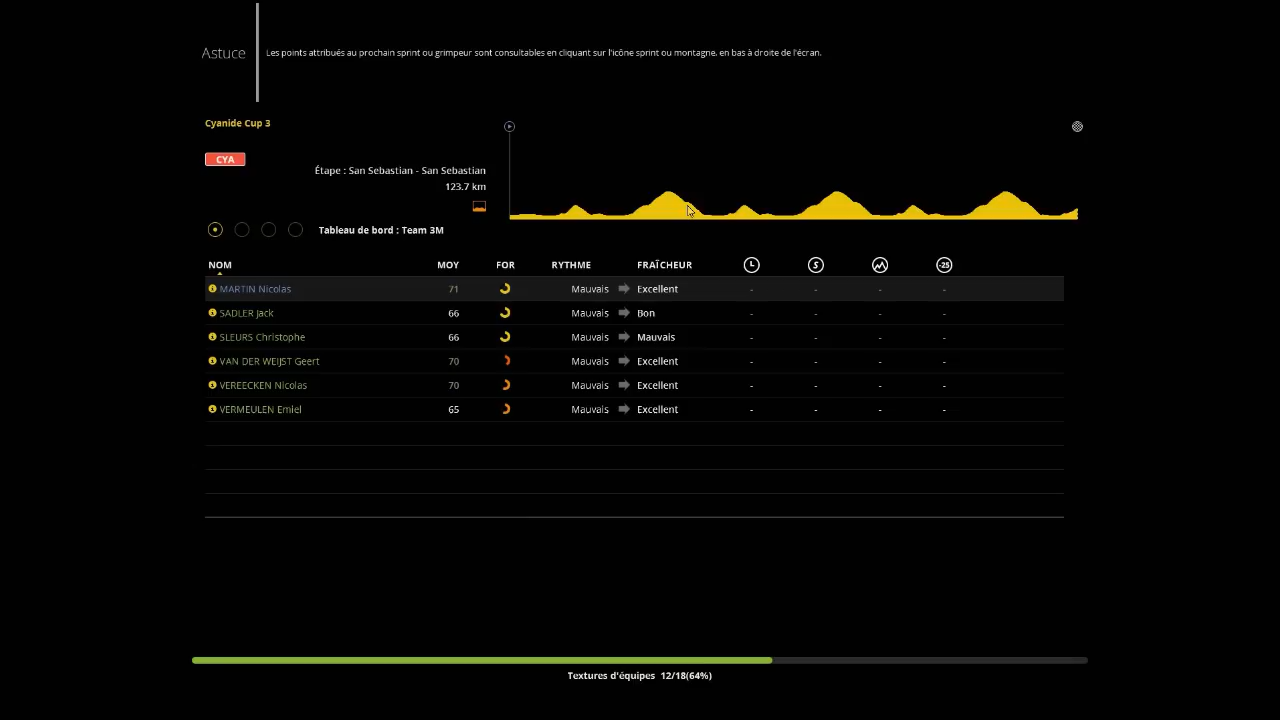 Astuce
Les points attribués au prochain sprint ou grimpeur sont consultables en cliquant sur l'icône sprint ou montagne, en bas à droite de l'écran.
Cyanide Cup 3
CYA
Étape : San Sebastian - San Sebastian
123.7 km
Tableau de bord : Team 3M
NOM MOY FOR RYTHME FRAÎCHEUR S -25
MARTIN Nicolas 71 Mauvais Excellent - - - -
SADLER Jack 66 Mauvais Bon - - - -
SLEURS Christophe 66 Mauvais Mauvais - - - -
VAN DER WEIJST Geert 70 Mauvais Excellent - - - -
VEREECKEN Nicolas 70 Mauvais Excellent - - - -
VERMEULEN Emiel 65 Mauvais Excellent - - - -
Textures d'équipes 12/18(64%)